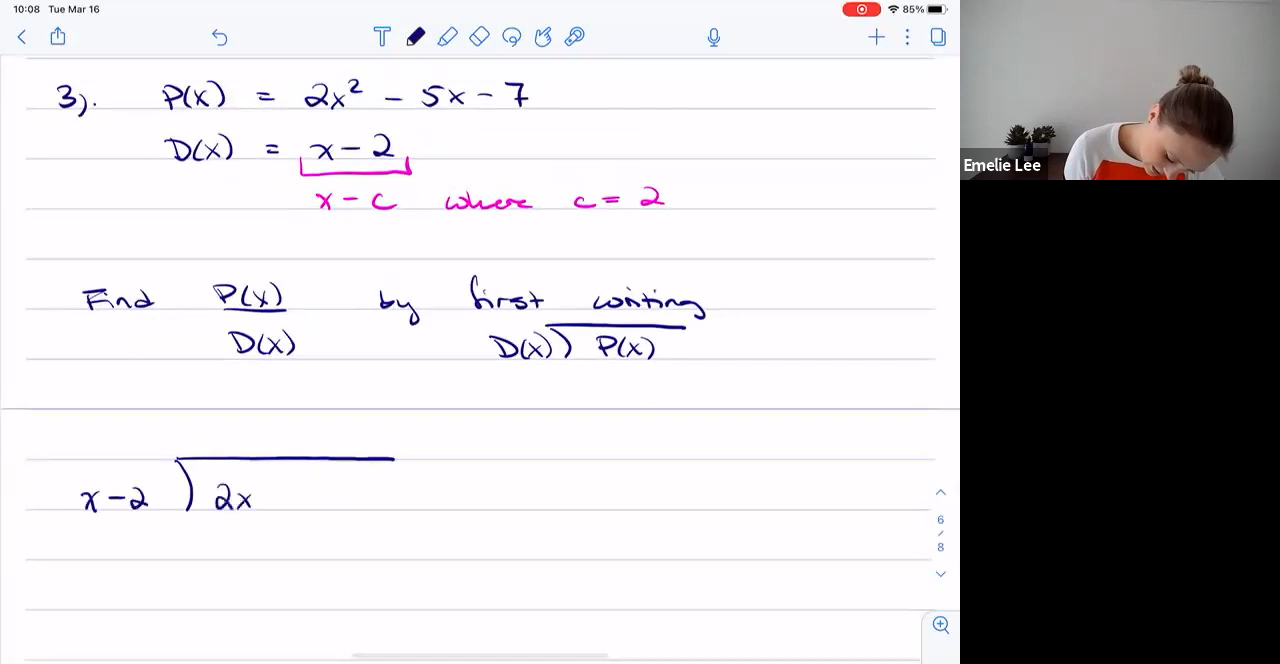 10:08 Tue Mar 16
85%
3). P(x) = 2x² - 5x - 7
D(x) = x - 2
x - c where c = 2
Find P(x) by first writing
D(x) D(x) ) P(x)
x - 2 ) 2x
Emelie Lee
6
/
8